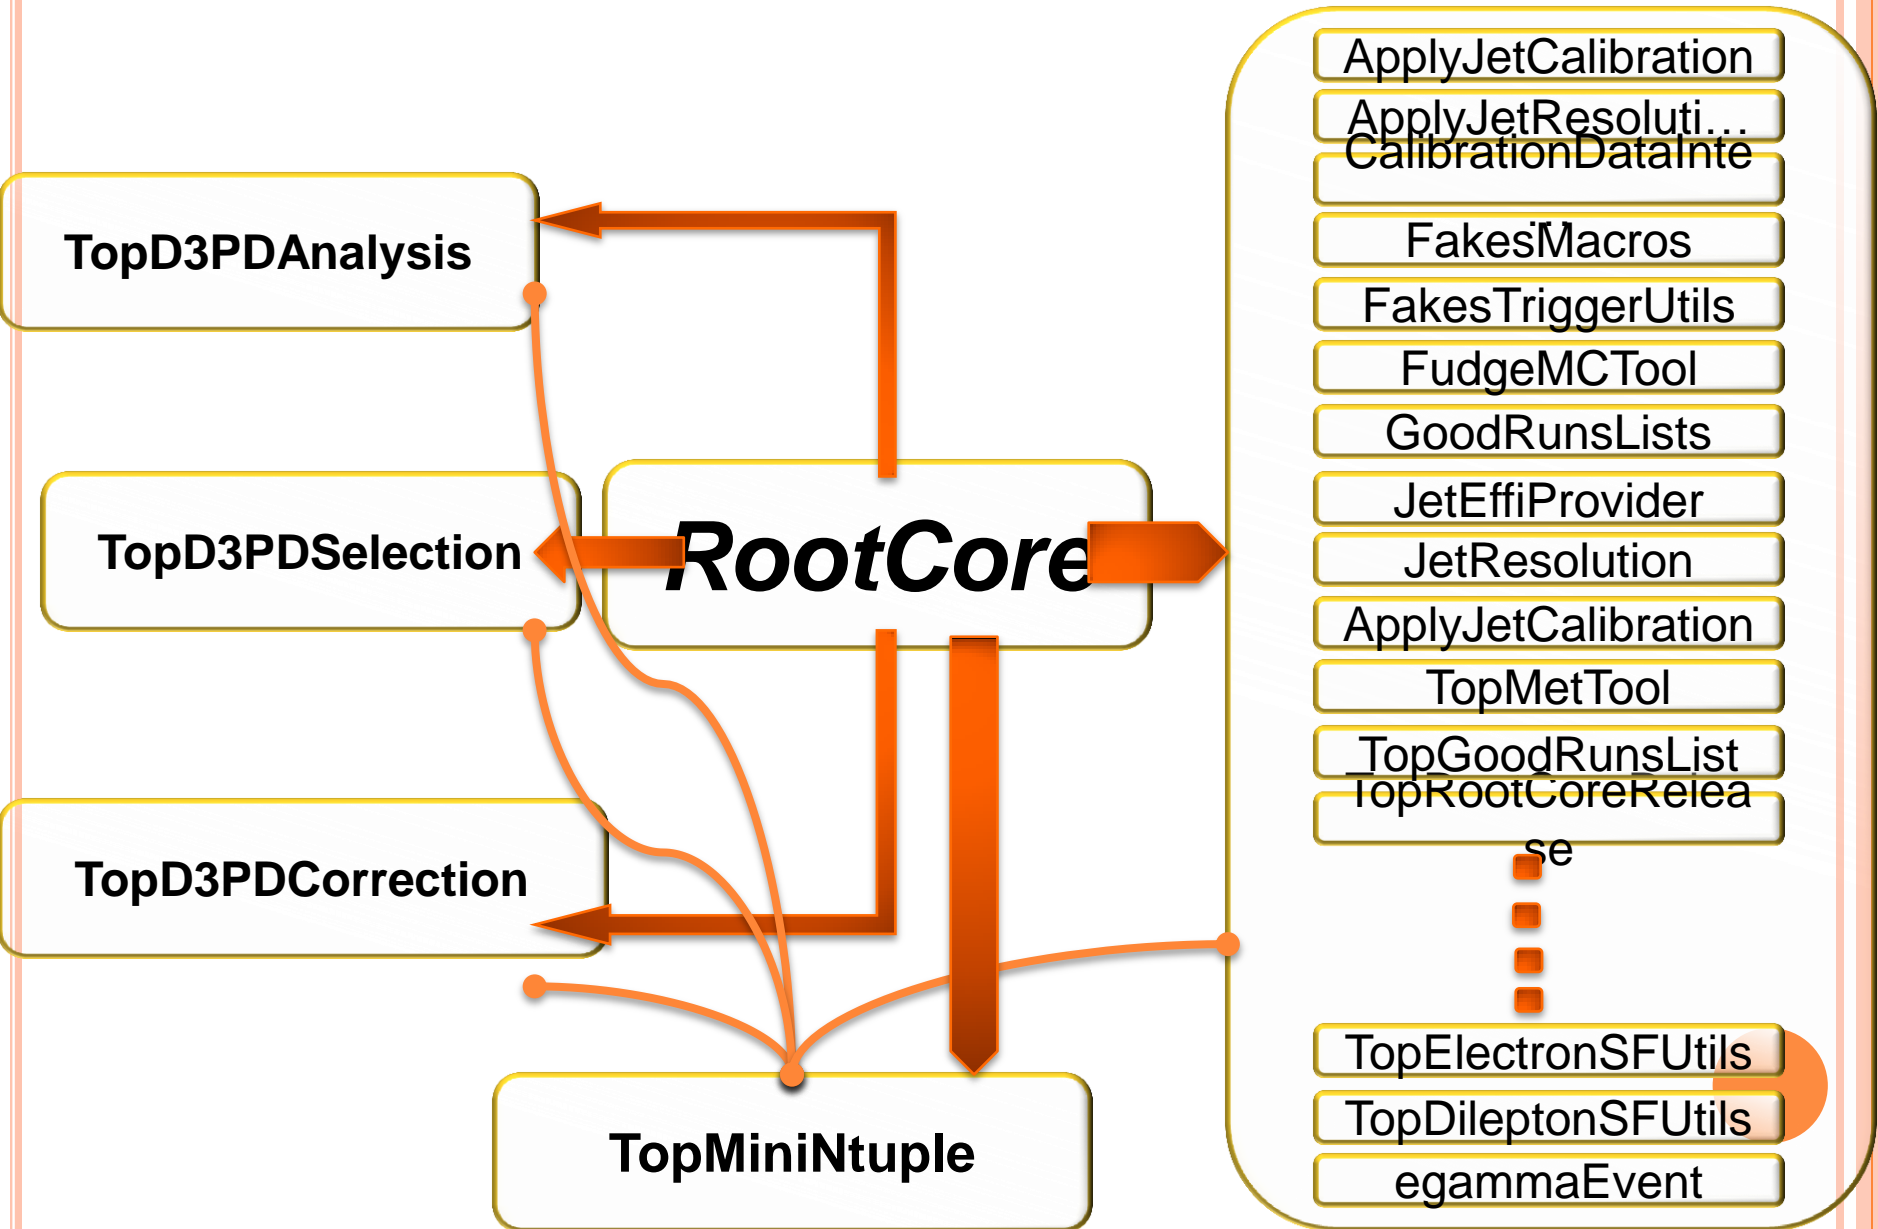 TopD3PDAnalysis
TopD3PDSelection
TopD3PDCorrection
RootCore
TopMiniNtuple
ApplyJetCalibration
ApplyJetResoluti…
CalibrationDataInte
…
FakesMacros
FakesTriggerUtils
FudgeMCTool
GoodRunsLists
JetEffiProvider
JetResolution
ApplyJetCalibration
TopMetTool
TopGoodRunsList
TopRootCoreRelea
se
TopElectronSFUtils
TopDileptonSFUtils
egammaEvent